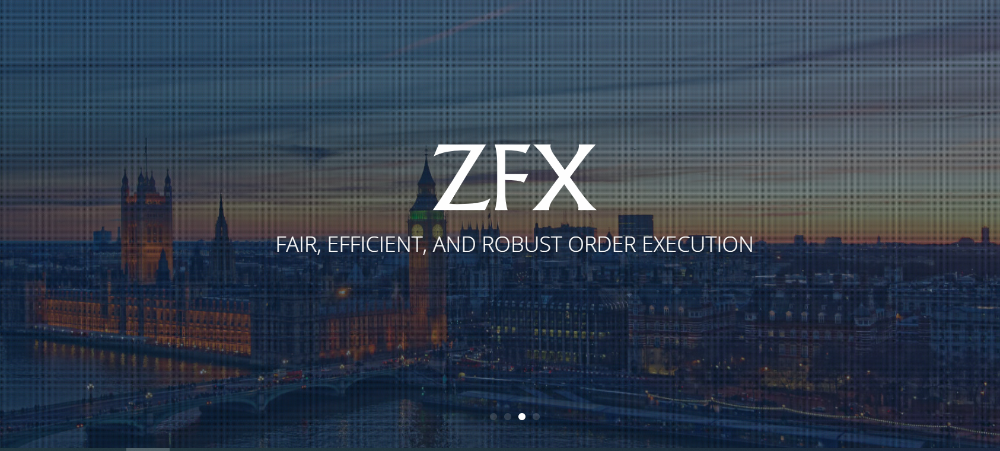 ZFX
FAIR, EFFICIENT, AND ROBUST ORDER EXECUTION